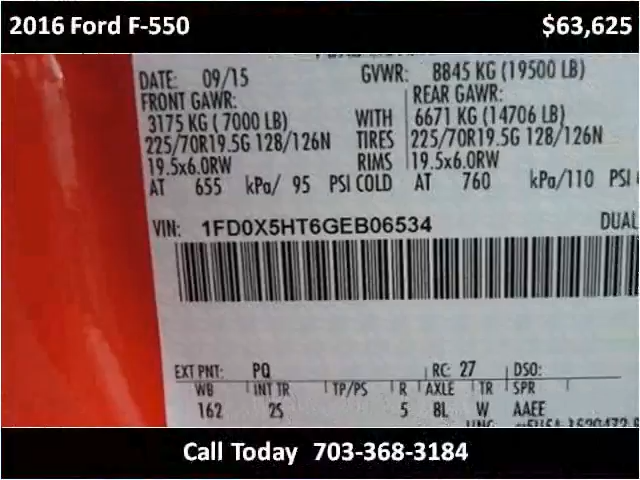 2016 Ford F-550 $63,625
DATE: 09/15 GVWR: 8845 KG (19500 LB)
FRONT GAWR: REAR GAWR:
3175 KG ( 7000 LB) WITH 6671 KG (14706 LB)
225/70R19.5G 128/126N TIRES 225/70R19.5G 128/126N
19.5x6.0RW RIMS 19.5x6.0RW
AT 655 kPa/ 95 PSI COLD AT 760 kPa/110 PSI
VIN: 1FD0X5HT6GEB06534 DUAL
EXT PNT: PQ RC: 27 DSO:
WB INT TR TP/PS R AXLE TR SPR
162 2S 5 8L W AAEE
Call Today 703-368-3184